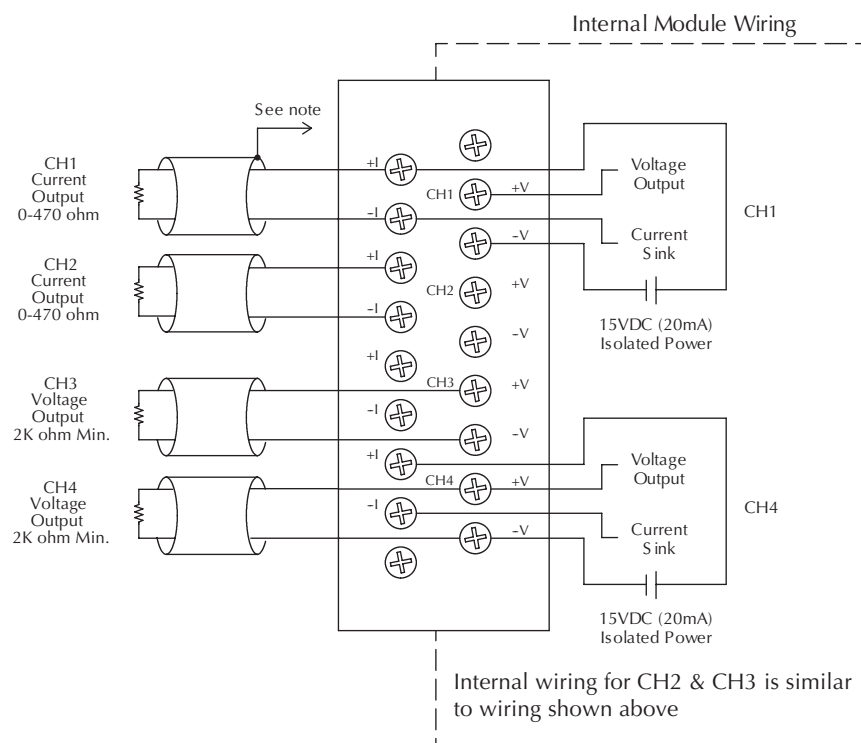 Internal Module Wiring
See note
CH1
Current
Output
0-470 ohm
CH2
Current
Output
0-470 ohm
CH3
Voltage
Output
2K ohm Min.
CH4
Voltage
Output
2K ohm Min.
+I
CH1
+V
-I
-V
+I
CH2
+V
-I
-V
+I
CH3
+V
-I
-V
+I
CH4
+V
-I
-V
Voltage
Output
CH1
Current
Sink
15VDC (20mA)
Isolated Power
Voltage
Output
CH4
Current
Sink
15VDC (20mA)
Isolated Power
Internal wiring for CH2 & CH3 is similar
to wiring shown above